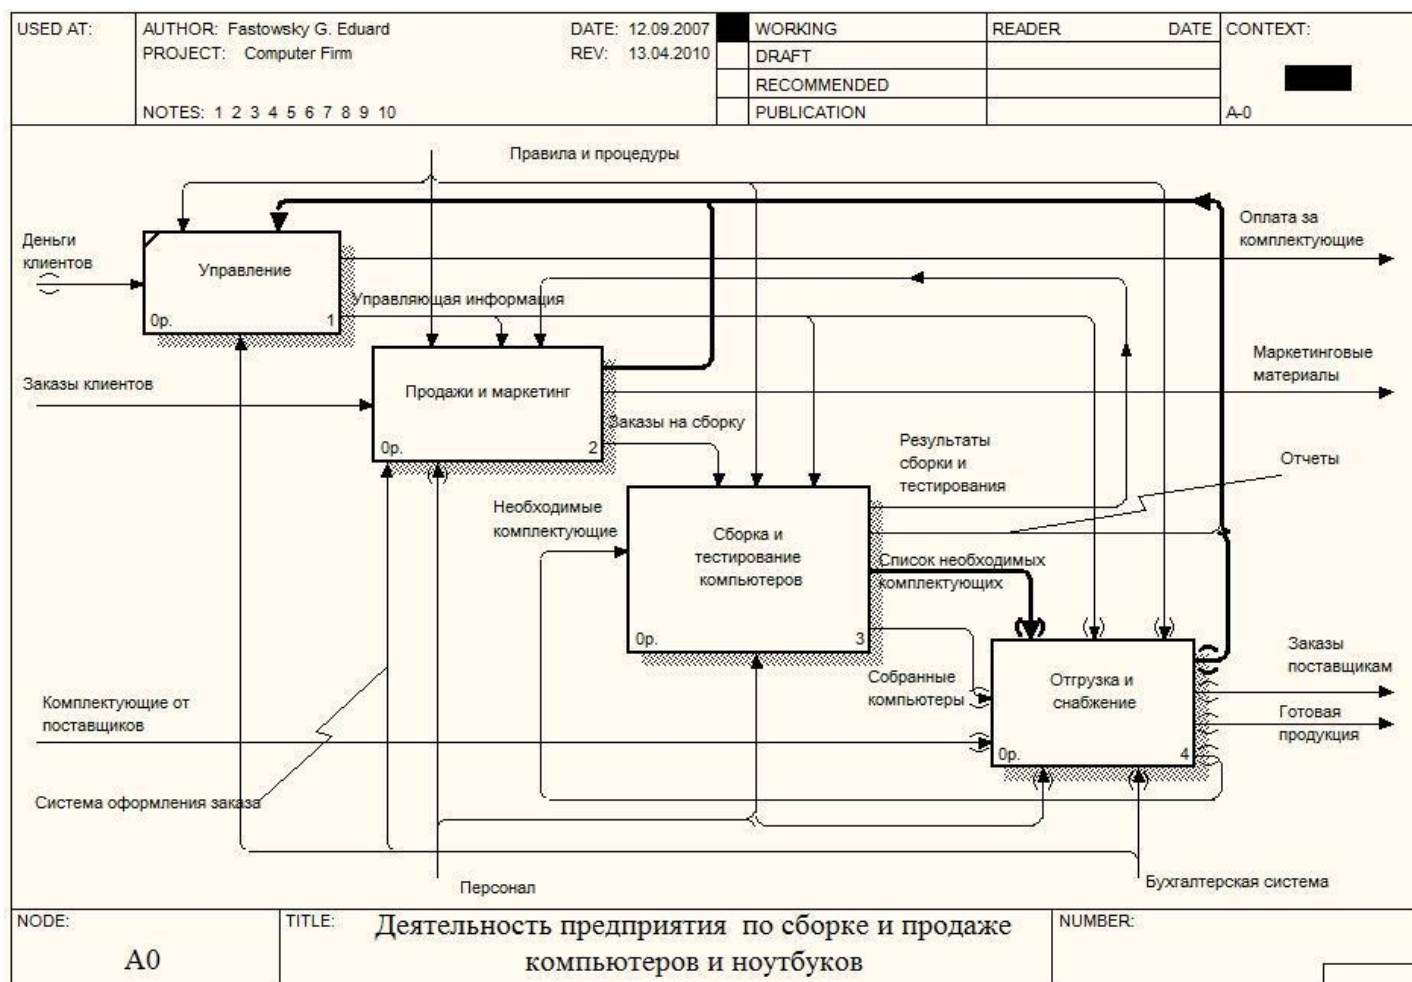 USED AT:
AUTHOR: Fastowsky G. Eduard
DATE: 12.09.2007
WORKING
READER
DATE
CONTEXT:
PROJECT: Computer Firm
REV: 13.04.2010
DRAFT
RECOMMENDED
NOTES: 1 2 3 4 5 6 7 8 9 10
PUBLICATION
A-0
Правила и процедуры
Деньги
клиентов
Управление
0р.
1
Оплата за
комплектующие
Управляющая информация
Заказы клиентов
Продажи и маркетинг
0р.
2
Маркетинговые
материалы
Заказы на сборку
Результаты
сборки и
тестирования
Отчеты
Необходимые
комплектующие
Сборка и
тестирование
компьютеров
0р.
3
Список необходимых
комплектующих
Собранные
компьютеры
Отгрузка и
снабжение
0р.
4
Заказы
поставщикам
Готовая
продукция
Комплектующие от
поставщиков
Система оформления заказа
Персонал
Бухгалтерская система
NODE:
A0
TITLE:
Деятельность предприятия по сборке и продаже
компьютеров и ноутбуков
NUMBER: